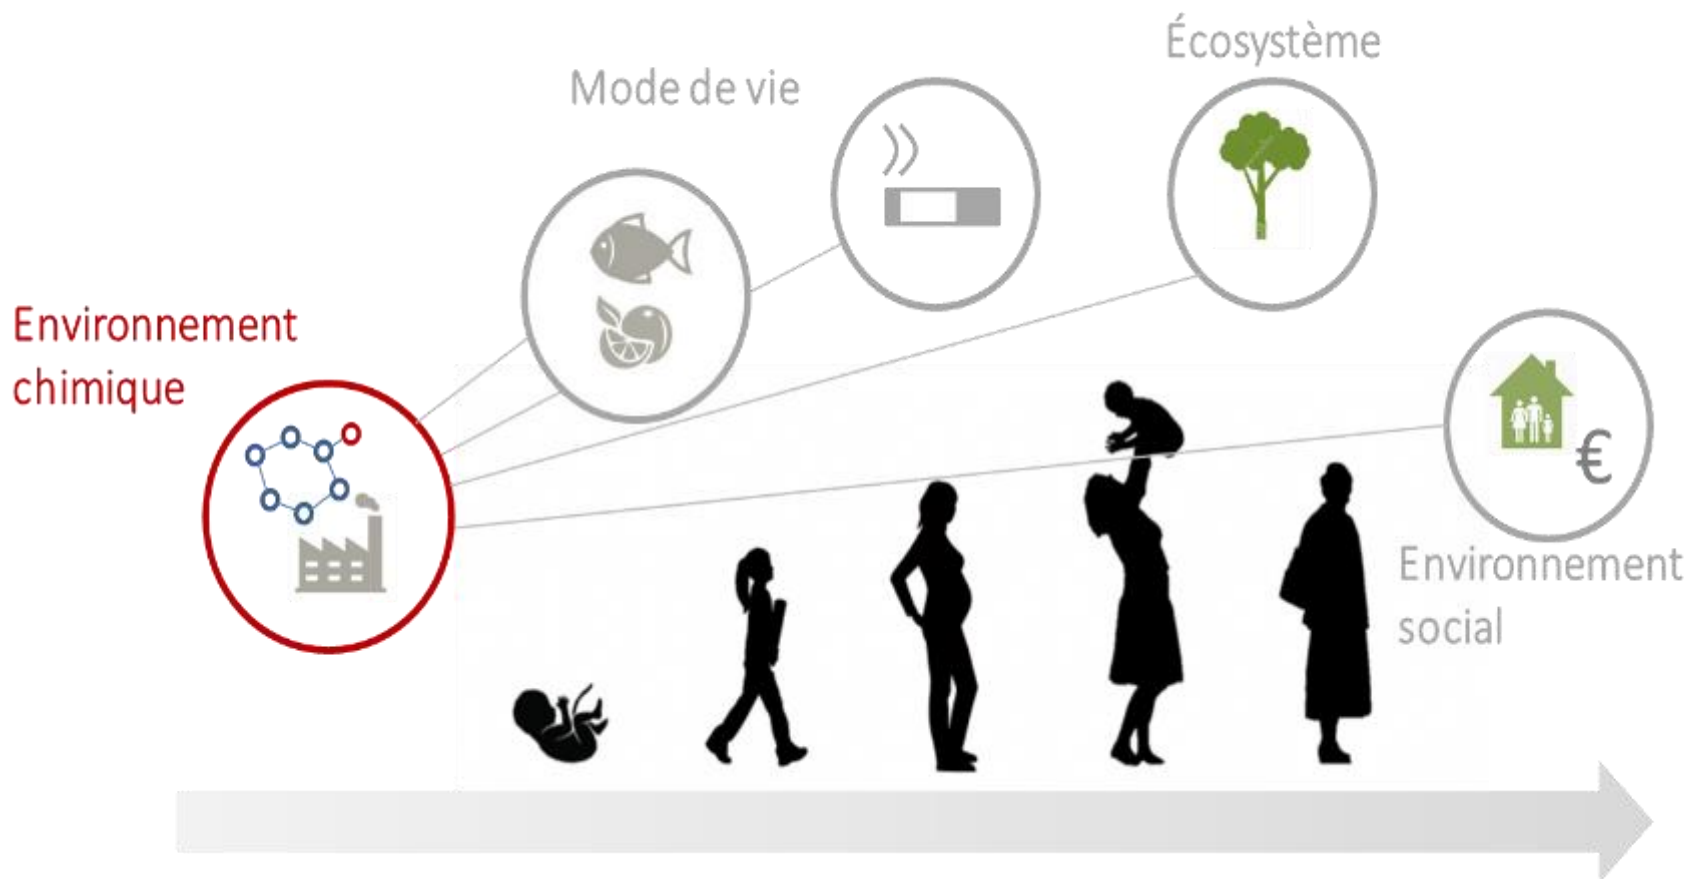 Écosystème
Mode de vie
Environnement
chimique
€
Environnement
social